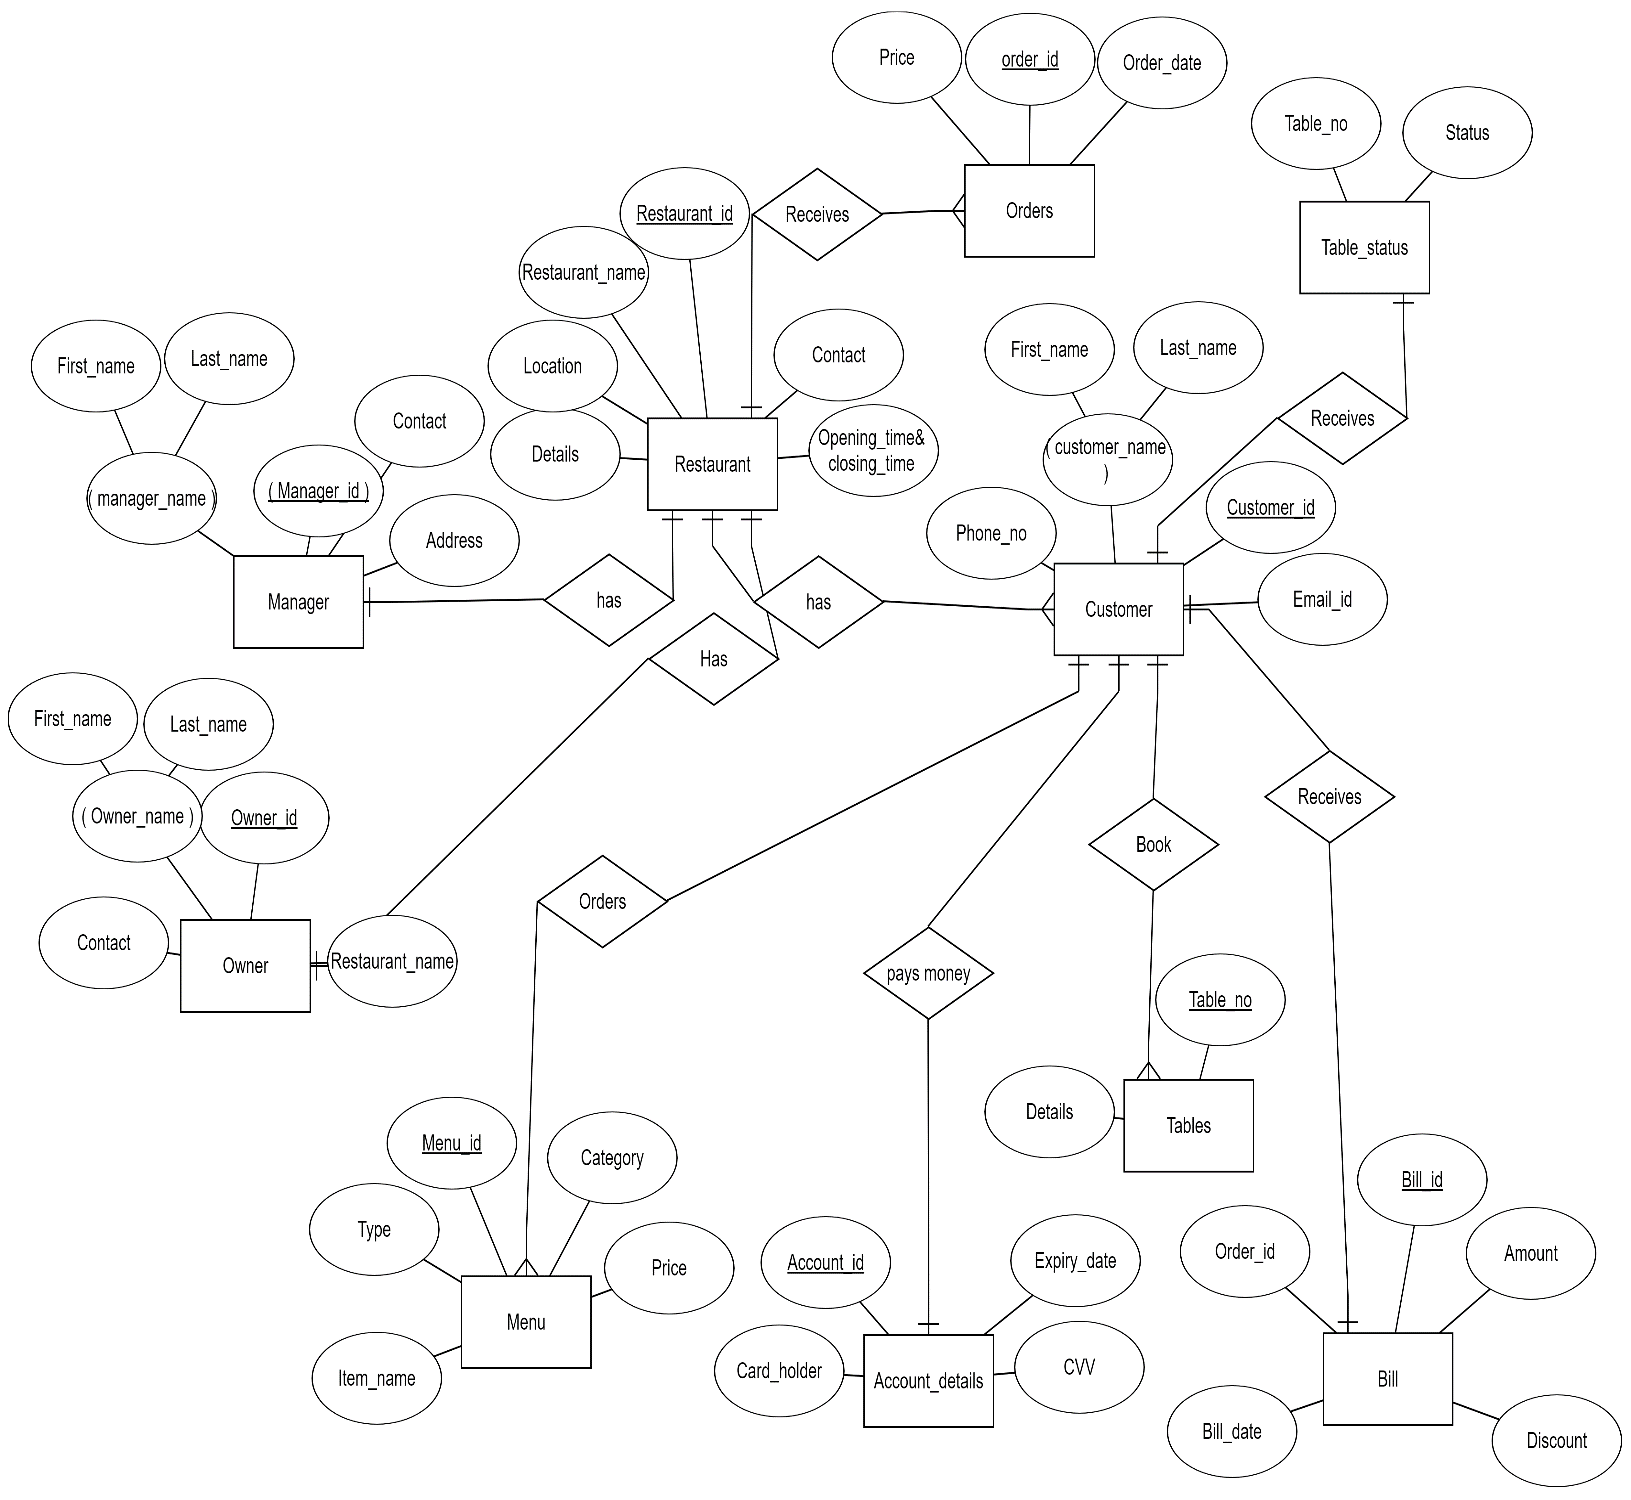 Price
order_id
Order_date
Table_no
Status
Orders
Receives
Restaurant_id
Restaurant_name
Table_status
First_name
Last_name
Location
Contact
First_name
Last_name
Contact
Receives
Details
Restaurant
Opening_time&
closing_time
( customer_name
)
( manager_name )
( Manager_id )
Customer_id
Address
Phone_no
Manager
has
has
Customer
Email_id
Has
First_name
Last_name
( Owner_name )
Owner_id
Receives
Book
Orders
Contact
Owner
Restaurant_name
pays money
Table_no
Details
Tables
Menu_id
Category
Bill_id
Type
Price
Account_id
Expiry_date
Order_id
Amount
Menu
Item_name
Card_holder
Account_details
CVV
Bill
Bill_date
Discount